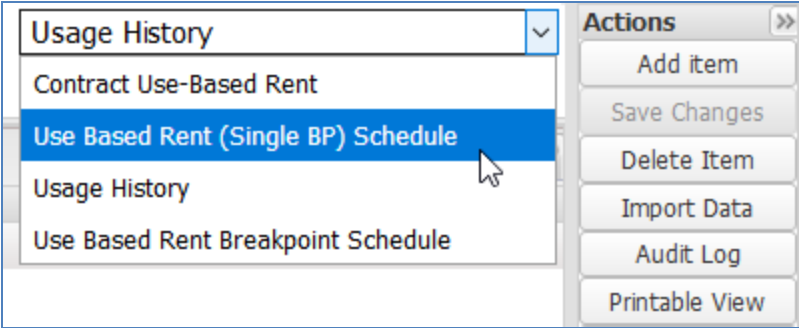 Usage History
Contract Use-Based Rent
Use Based Rent (Single BP) Schedule
Usage History
Use Based Rent Breakpoint Schedule
Actions
Add item
Save Changes
Delete Item
Import Data
Audit Log
Printable View